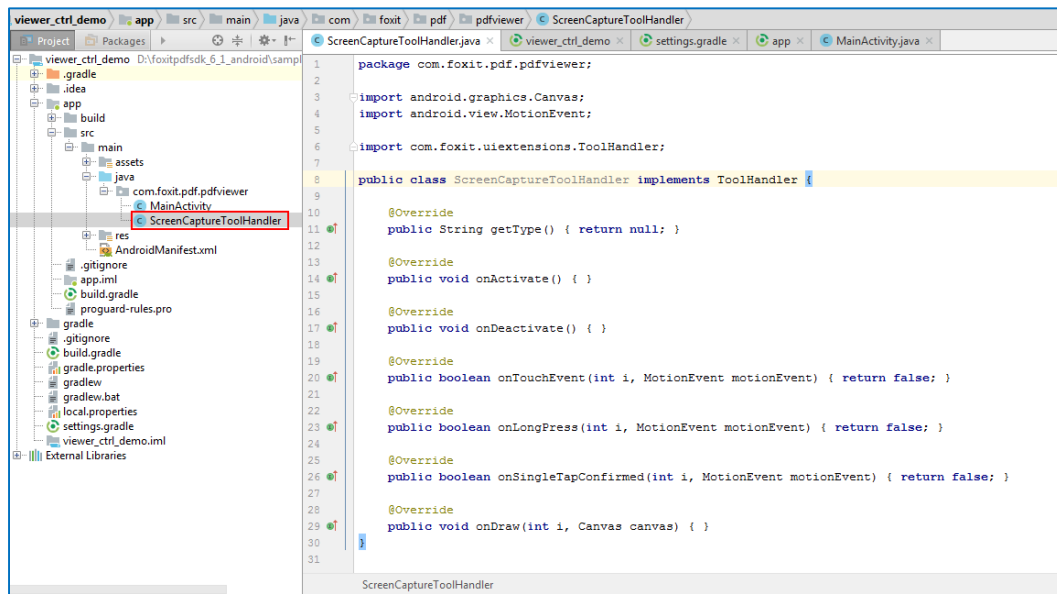 viewer_ctrl_demo app src main java com foxit pdf pdfviewer ScreenCaptureToolHandler
Project Packages
ScreenCaptureToolHandler.java viewer_ctrl_demo settings.gradle app MainActivity.java
viewer_ctrl_demo D:\foxitpdfsdk_6_1_android\sampl
.gradle
.idea
app
build
src
main
assets
java
com.foxit.pdf.pdfviewer
MainActivity
ScreenCaptureToolHandler
res
AndroidManifest.xml
.gitignore
app.iml
build.gradle
proguard-rules.pro
gradle
.gitignore
build.gradle
gradle.properties
gradlew
gradlew.bat
local.properties
settings.gradle
viewer_ctrl_demo.iml
External Libraries
1 package com.foxit.pdf.pdfviewer;
2
3 import android.graphics.Canvas;
4 import android.view.MotionEvent;
5
6 import com.foxit.uiextensions.ToolHandler;
7
8 public class ScreenCaptureToolHandler implements ToolHandler {
9
10 @Override
11 public String getType() { return null; }
12
13 @Override
14 public void onActivate() { }
15
16 @Override
17 public void onDeactivate() { }
18
19 @Override
20 public boolean onTouchEvent(int i, MotionEvent motionEvent) { return false; }
21
22 @Override
23 public boolean onLongPress(int i, MotionEvent motionEvent) { return false; }
24
25 @Override
26 public boolean onSingleTapConfirmed(int i, MotionEvent motionEvent) { return false; }
27
28 @Override
29 public void onDraw(int i, Canvas canvas) { }
30 }
31
ScreenCaptureToolHandler